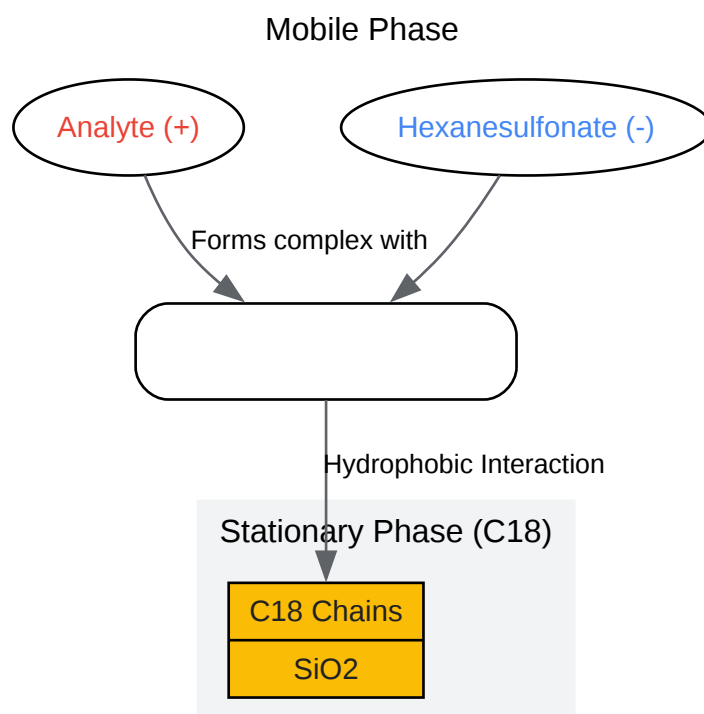 Mobile Phase
Analyte (+)
Hexanesulfonate (-)
Forms complex with
Hydrophobic Interaction
Stationary Phase (C18)
C18 Chains
SiO2